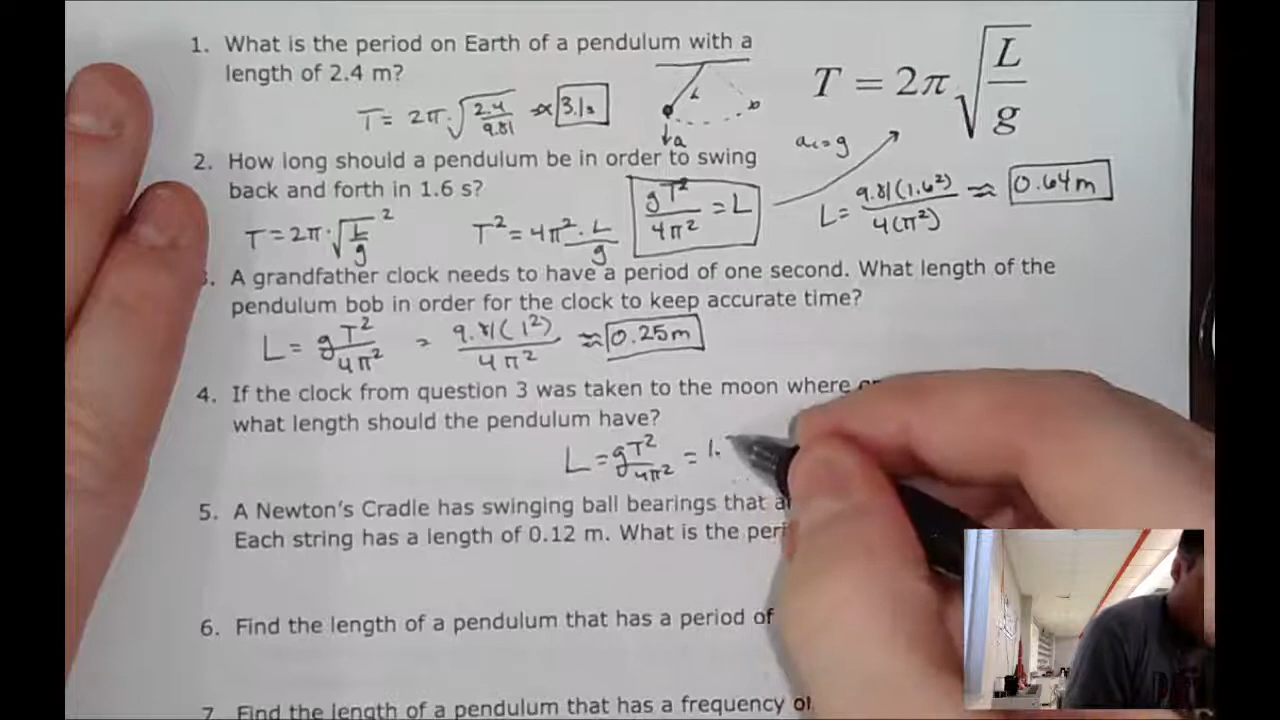 1. What is the period on Earth of a pendulum with a
length of 2.4 m?
T = 2π √(L/g)
T = 2π · √(2.4/9.81) ≈ 3.1s
L
a
ac = g
2. How long should a pendulum be in order to swing
back and forth in 1.6 s?
T = 2π · √(L/g) ²
T² = 4π² · L/g
gT²/4π² = L
L = 9.81(1.6²)/4(π²) ≈ 0.64m
3. A grandfather clock needs to have a period of one second. What length of the
pendulum bob in order for the clock to keep accurate time?
L = gT²/4π² = 9.81(1²)/4π² ≈ 0.25m
4. If the clock from question 3 was taken to the moon where
what length should the pendulum have?
L = gT²/4π² = 1.
5. A Newton's Cradle has swinging ball bearings that
Each string has a length of 0.12 m. What is the
6. Find the length of a pendulum that has a period of
7. Find the length of a pendulum that has a frequency of